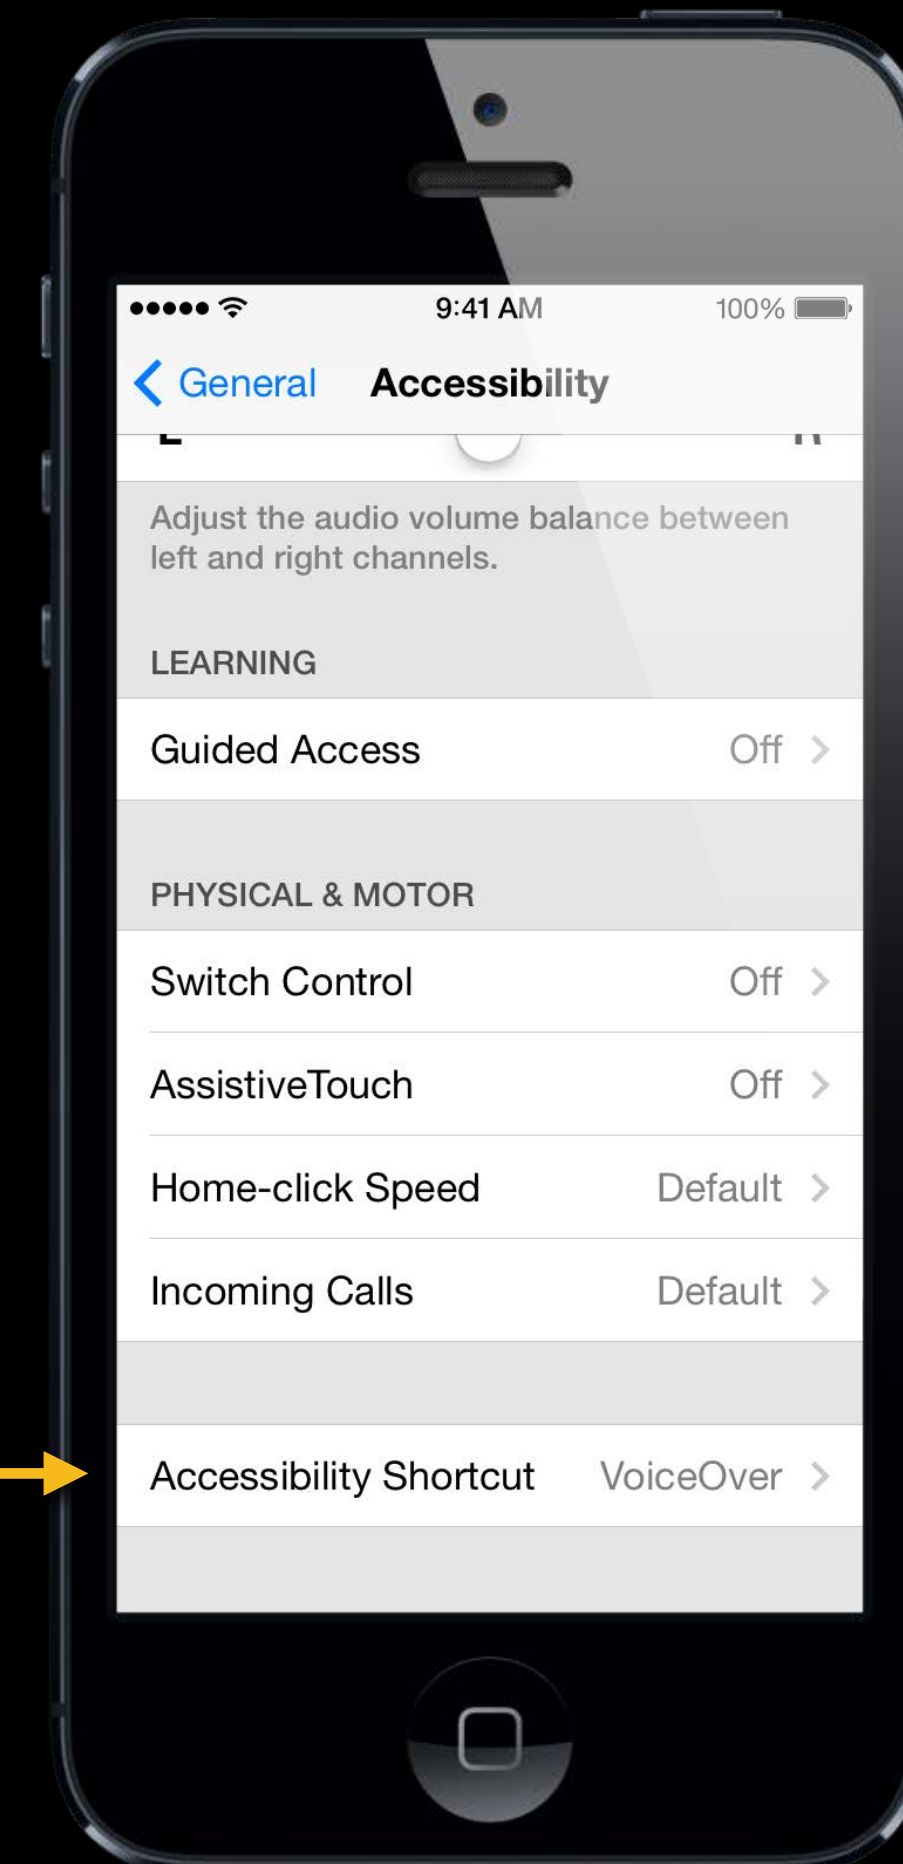 9:41 AM 100%
General Accessibility
Adjust the audio volume balance between
left and right channels.
LEARNING
Guided Access Off
PHYSICAL & MOTOR
Switch Control Off
AssistiveTouch Off
Home-click Speed Default
Incoming Calls Default
Accessibility Shortcut VoiceOver